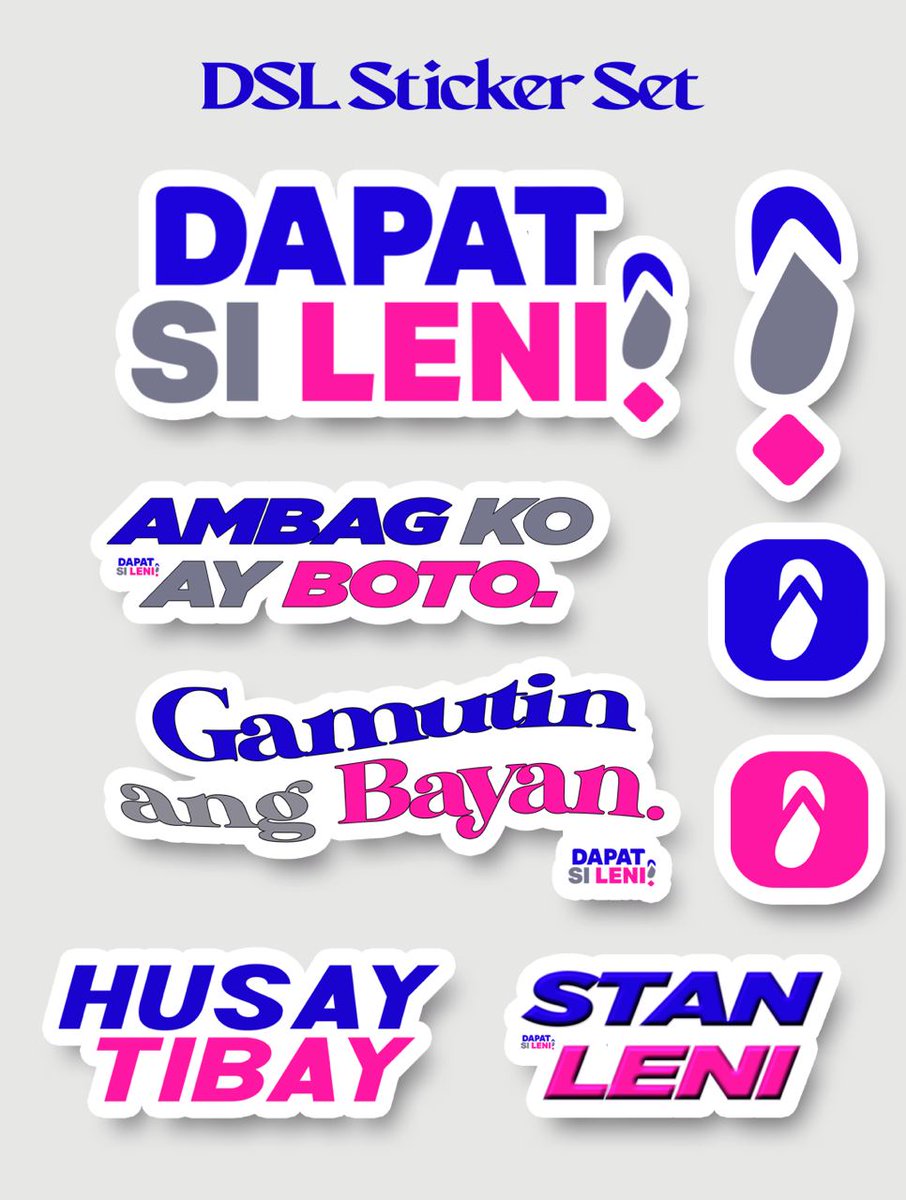 DSL Sticker Set
DAPAT
SI LENI!
AMBAG KO
DAPAT
SI LENI!
AY BOTO.
Gamutin
ang Bayan.
DAPAT
SI LENI!
HUSAY
TIBAY
STAN
DAPAT
SI LENI!
LENI